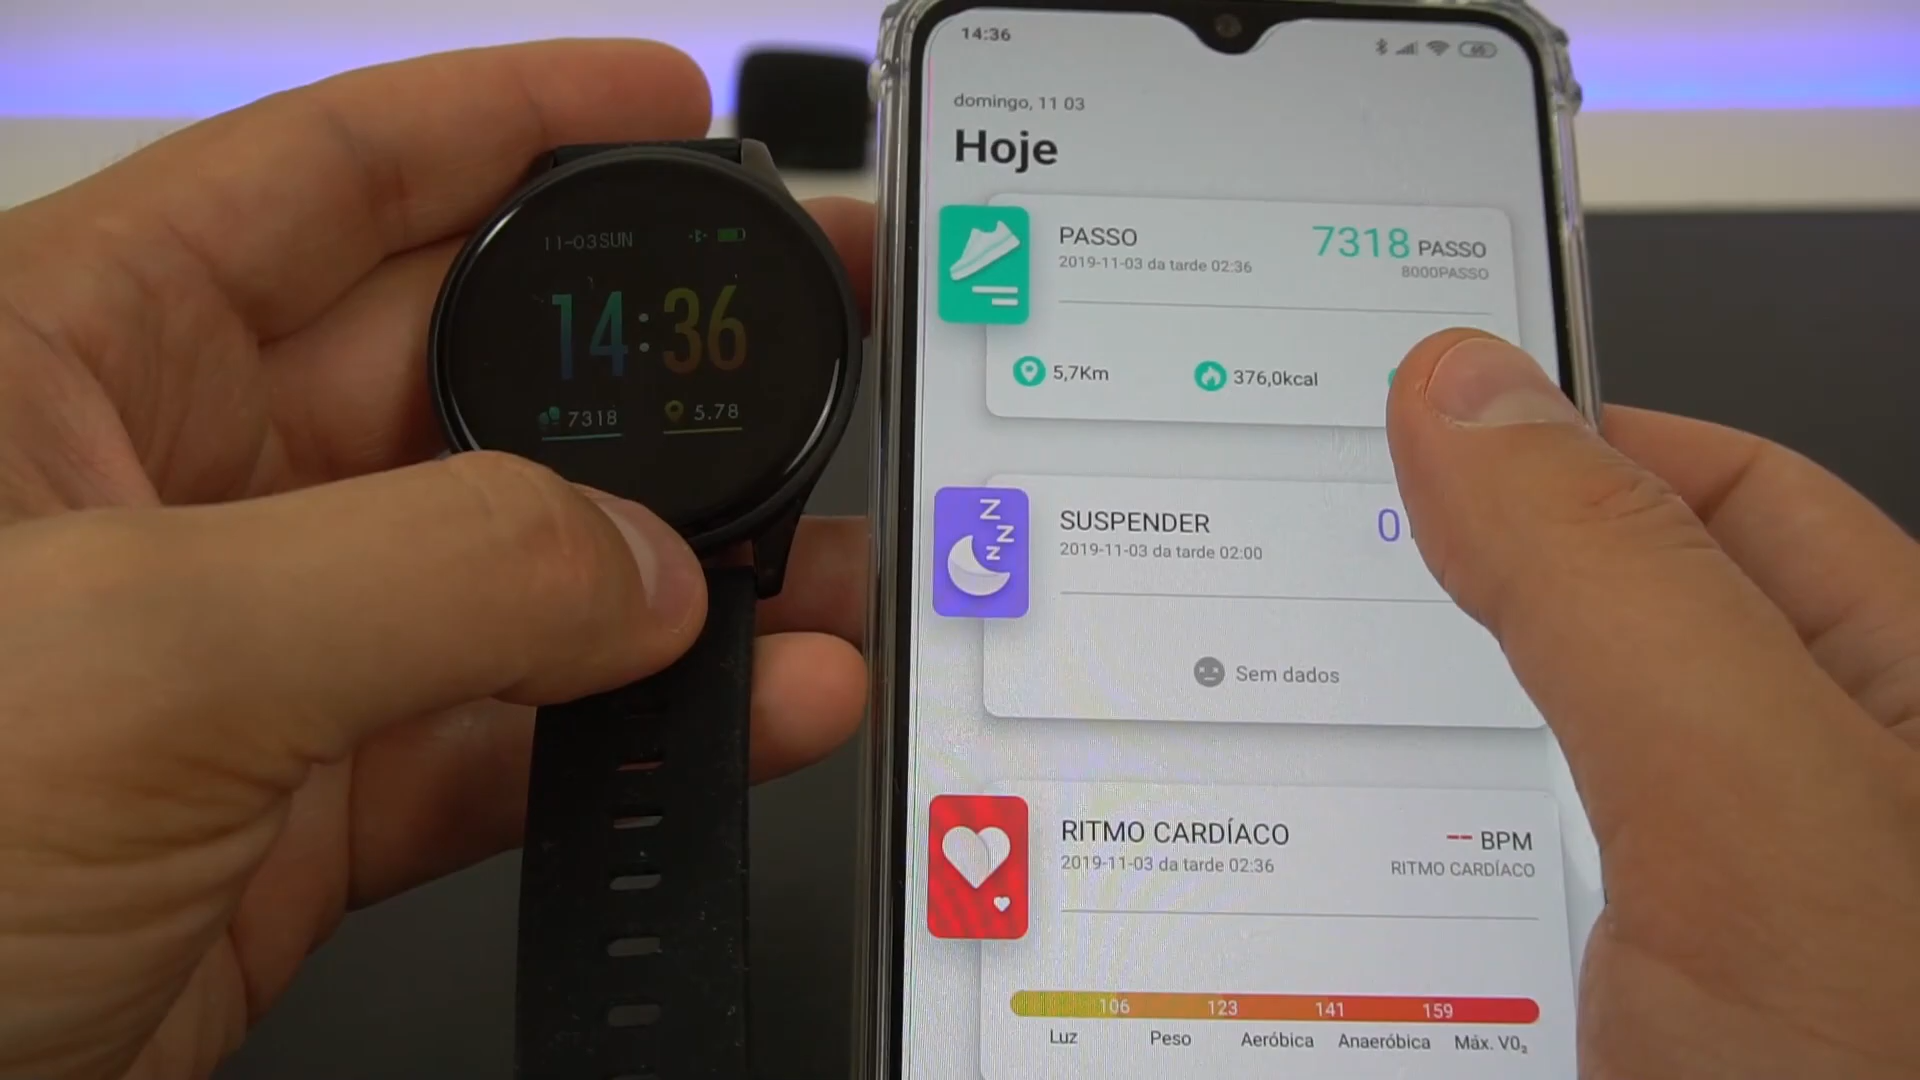 11-03SUN
14:36
7318
5.78
14:36
65
domingo, 11 03
Hoje
PASSO
7318 PASSO
2019-11-03 da tarde 02:36
8000PASSO
5,7Km
376,0kcal
SUSPENDER
0
2019-11-03 da tarde 02:00
Sem dados
RITMO CARDÍACO
-- BPM
2019-11-03 da tarde 02:36
RITMO CARDÍACO
106 123 141 159
Luz Peso Aeróbica Anaeróbica Máx. VO₂